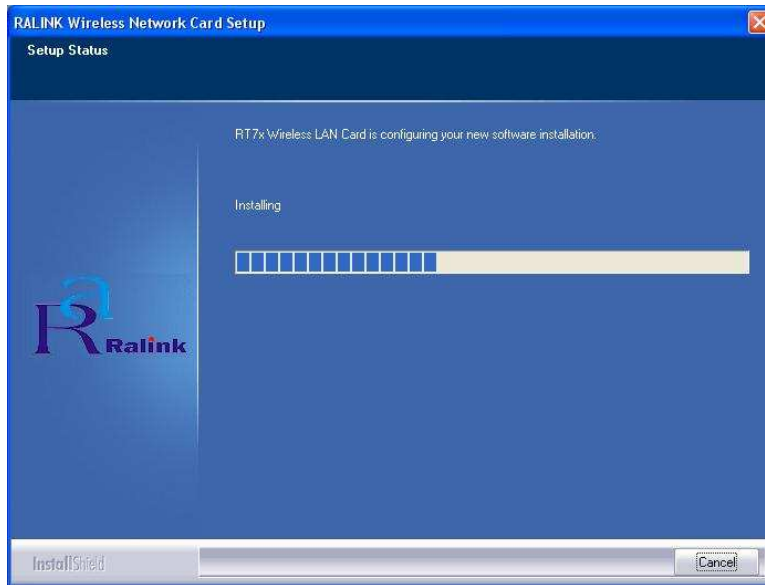 RALINK Wireless Network Card Setup
Setup Status
RT7x Wireless LAN Card is configuring your new software installation.
Installing
Ralink
InstallShield
Cancel